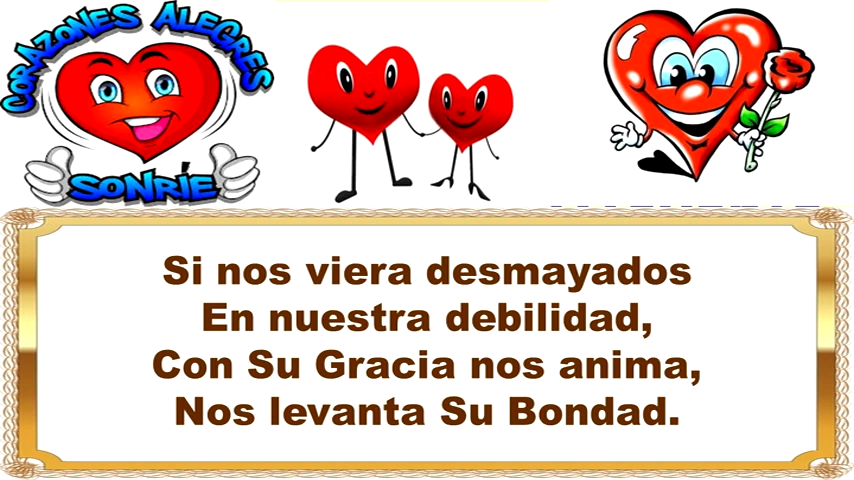 CORAZONES ALEGRES
SONRÍE
Si nos viera desmayados
En nuestra debilidad,
Con Su Gracia nos anima,
Nos levanta Su Bondad.